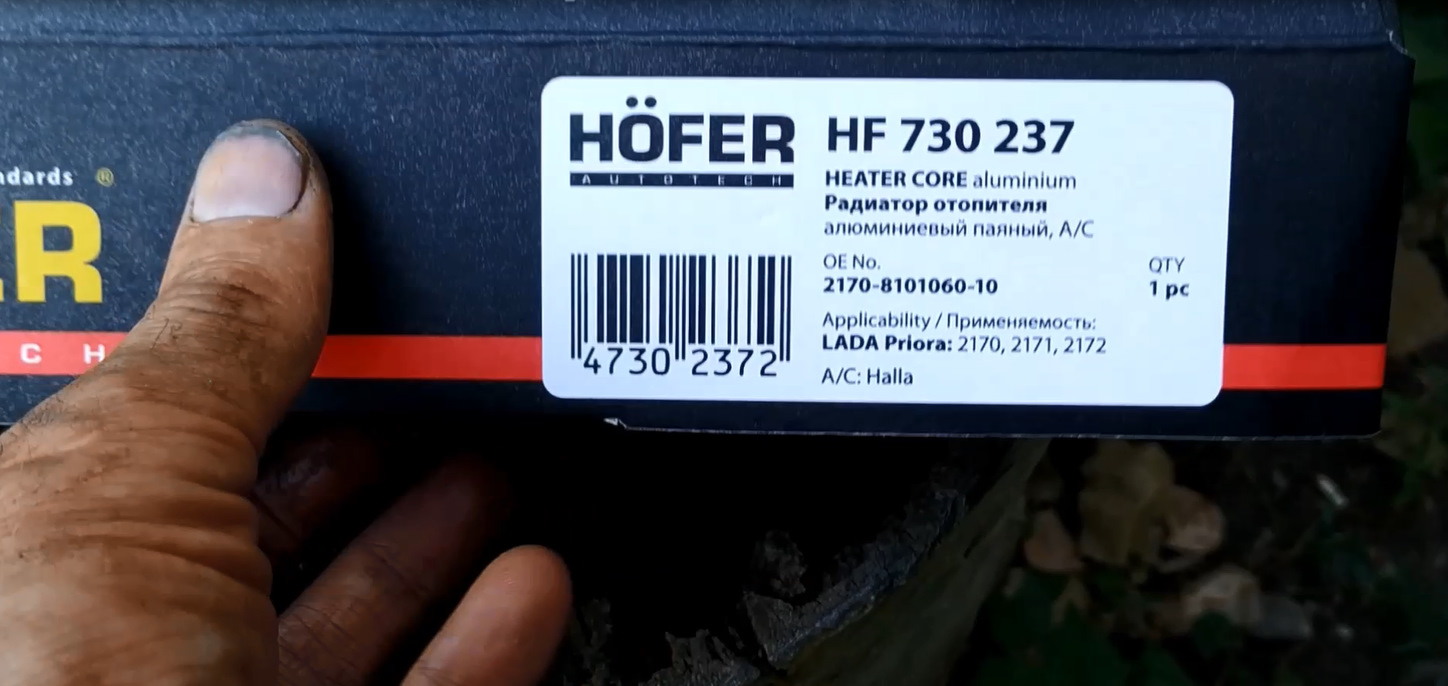 ndards ®
ER
C H
HÖFER
AUTOTECH
HF 730 237
HEATER CORE aluminium
Радиатор отопителя
алюминиевый паяный, A/C
OE No.
2170-8101060-10
QTY
1 pc
Applicability / Применяемость:
LADA Priora: 2170, 2171, 2172
A/C: Halla
4730 2372